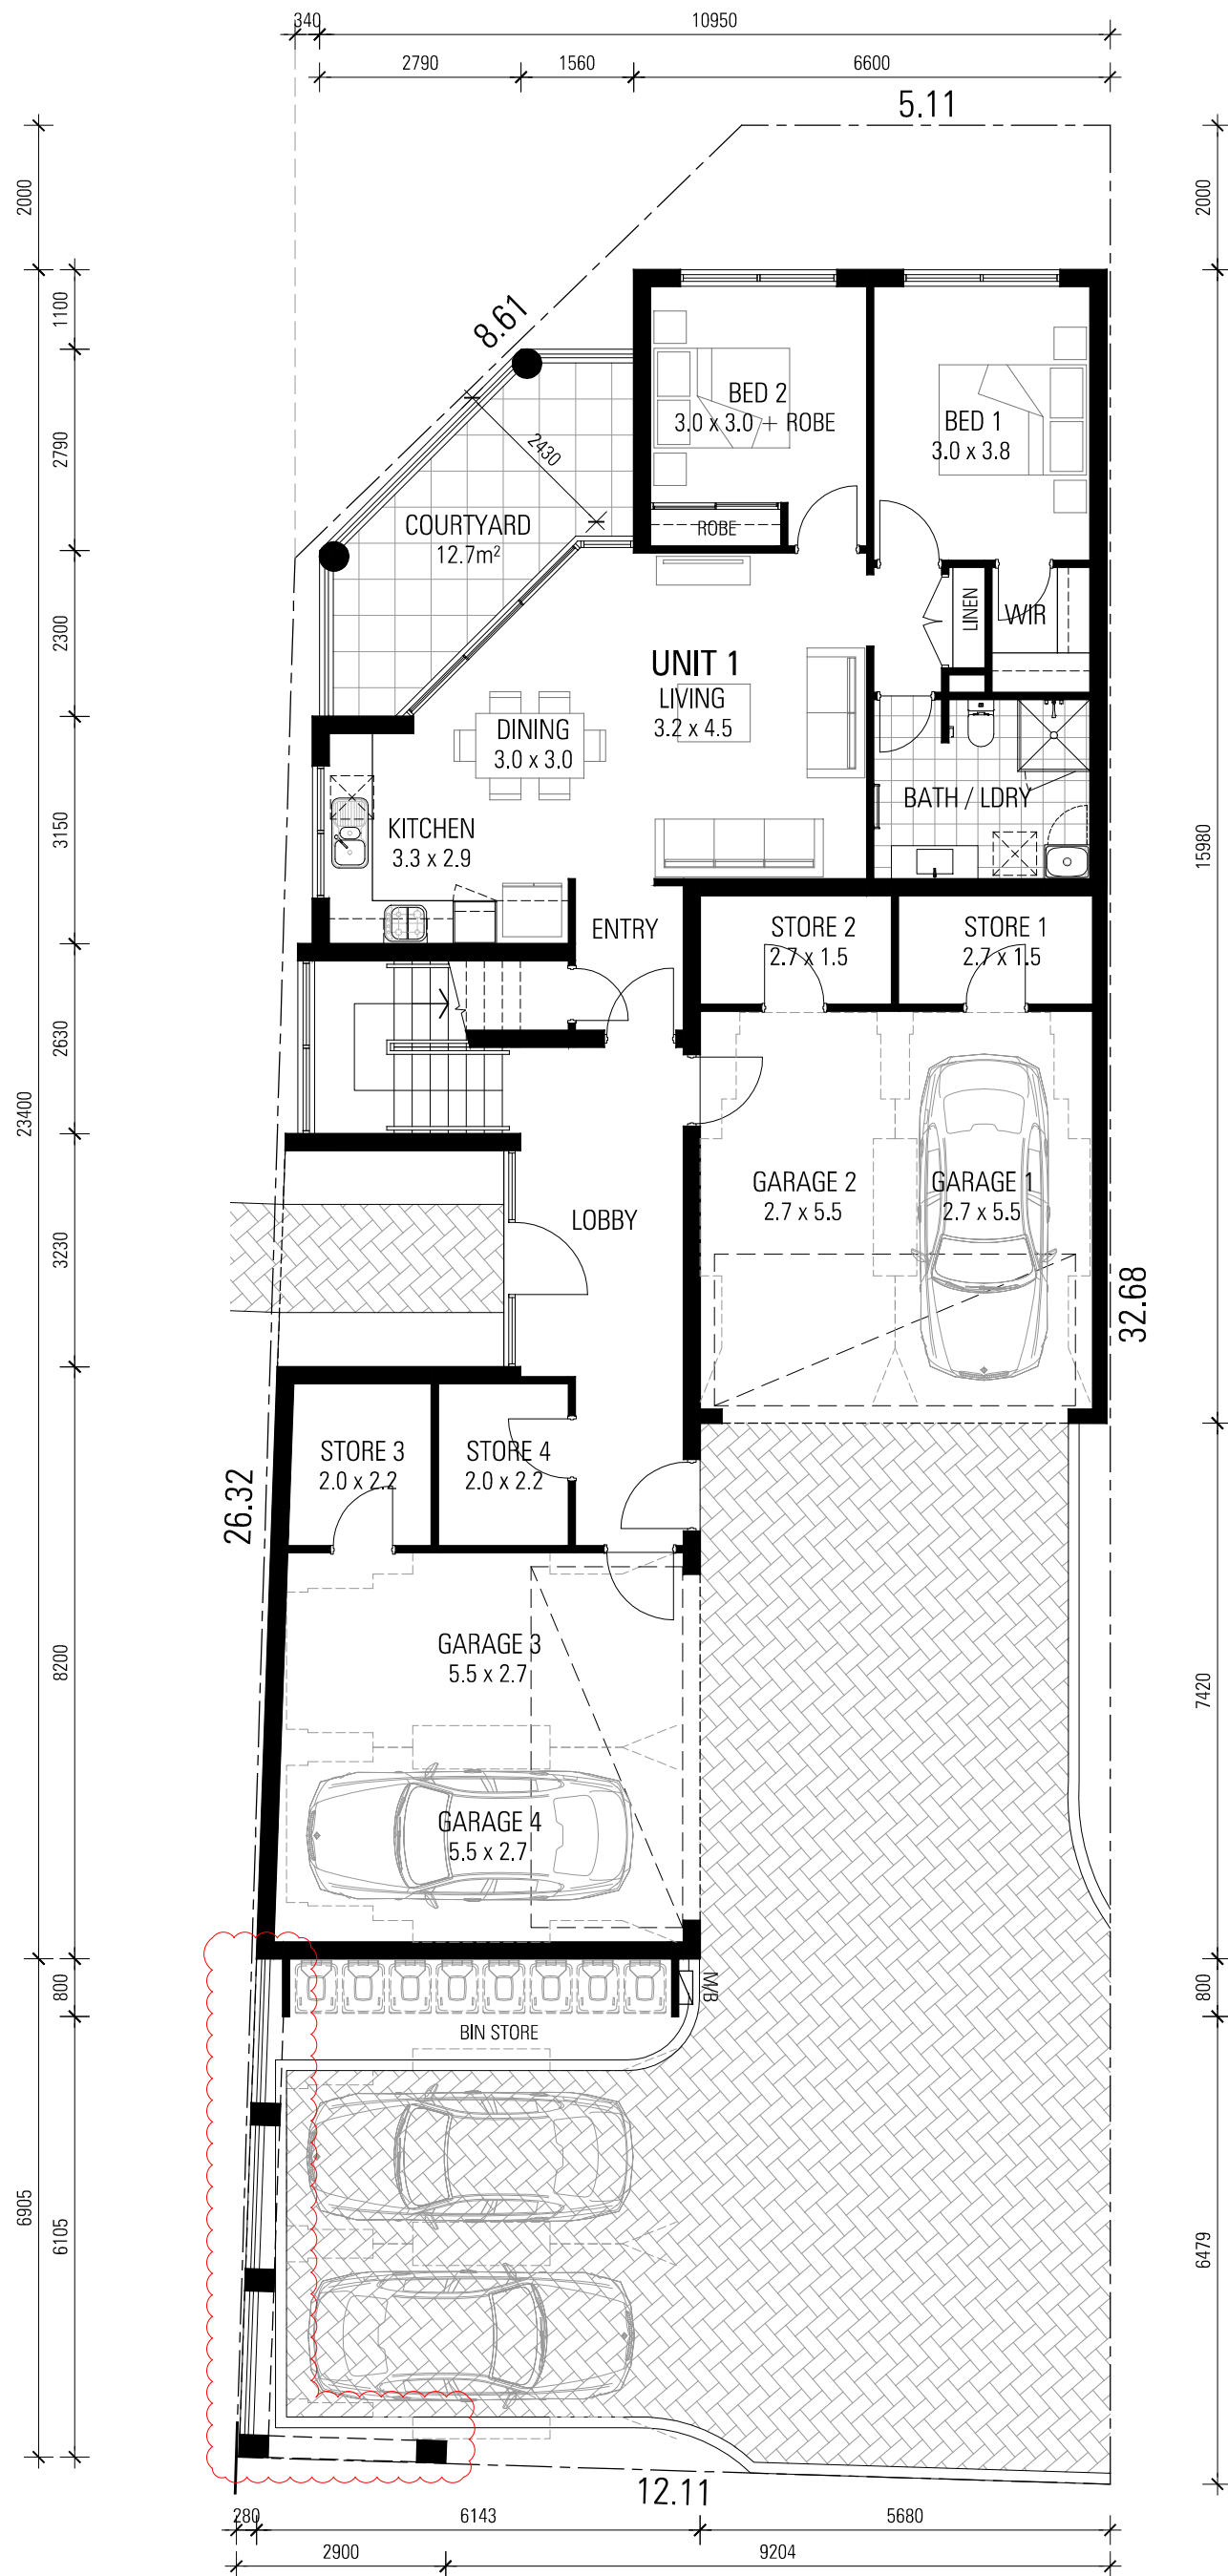 340
10950
2790
1560
6600
5.11
2000
2000
1100
8.61
2790
BED 2
3.0 x 3.0 + ROBE
BED 1
3.0 x 3.8
2430
COURTYARD
12.7m²
ROBE
2300
LINEN
WIR
UNIT 1
LIVING
3.2 x 4.5
DINING
3.0 x 3.0
BATH / LDRY
3150
KITCHEN
3.3 x 2.9
15980
ENTRY
STORE 2
2.7 x 1.5
STORE 1
2.7 x 1.5
2630
23400
GARAGE 2
2.7 x 5.5
GARAGE 1
2.7 x 5.5
LOBBY
3230
32.68
STORE 3
2.0 x 2.2
STORE 4
2.0 x 2.2
26.32
8200
GARAGE 3
5.5 x 2.7
7420
GARAGE 4
5.5 x 2.7
800
M/B
800
BIN STORE
6905
6105
6479
12.11
280
6143
5680
2900
9204